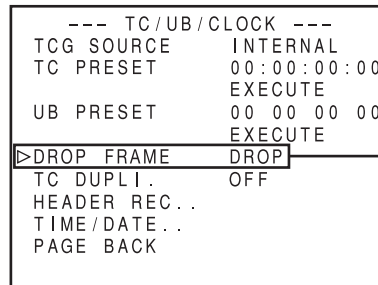 --- TC/UB/CLOCK ---
TCG SOURCE INTERNAL
TC PRESET 00:00:00:00
EXECUTE
UB PRESET 00 00 00 00
EXECUTE
▷DROP FRAME DROP
TC DUPLI. OFF
HEADER REC..
TIME/DATE..
PAGE BACK